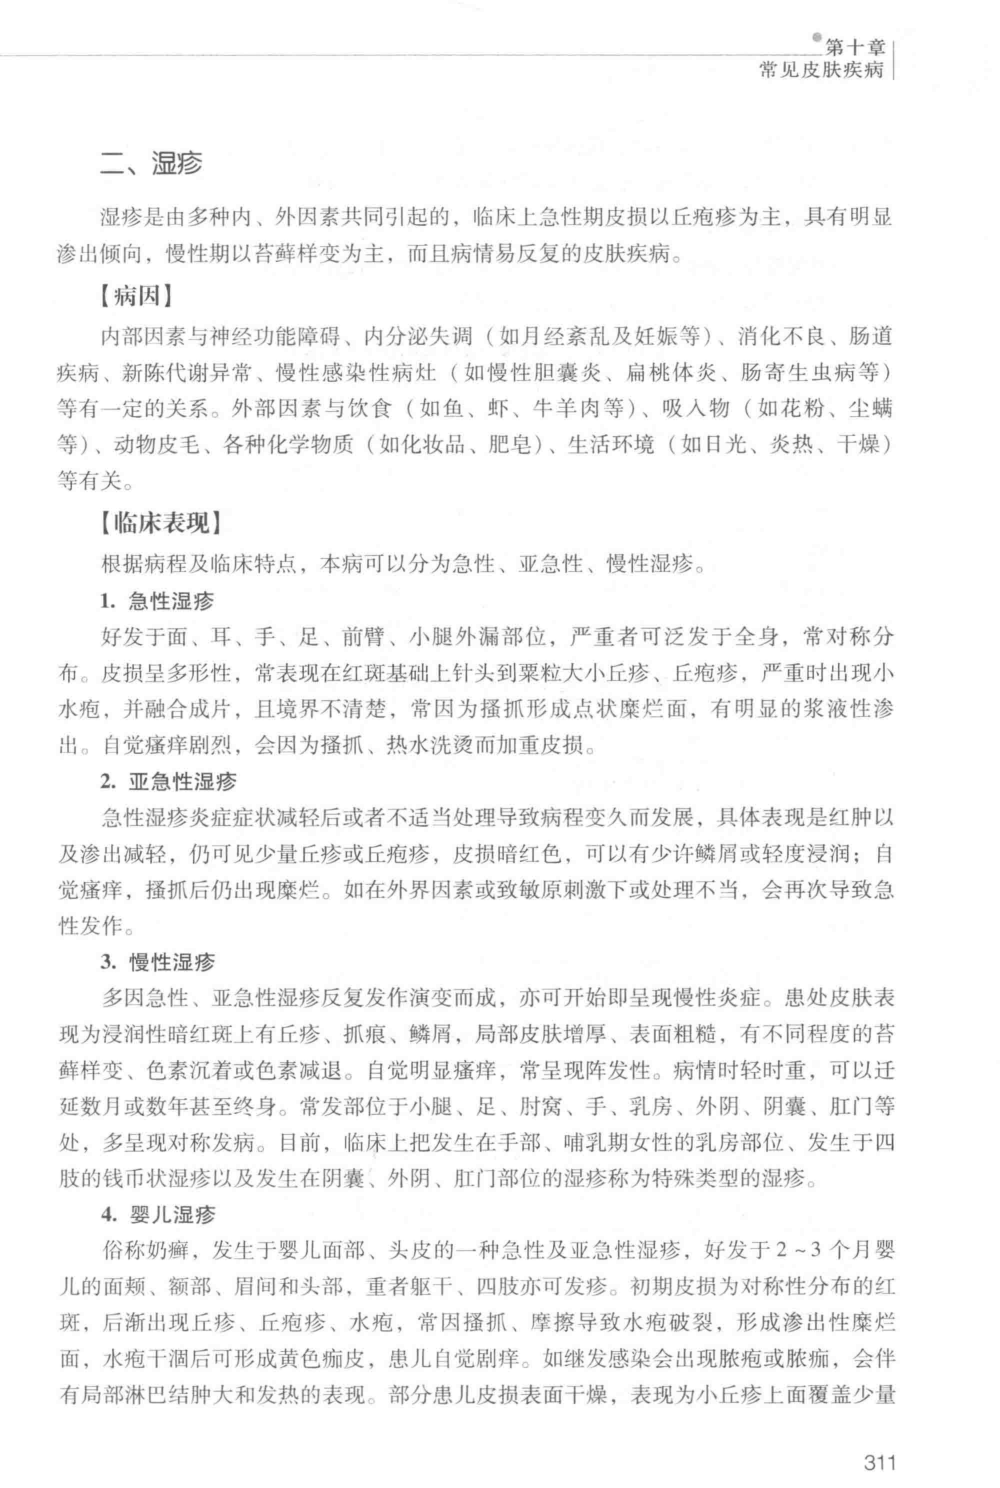 第十章
常见皮肤疾病
二、湿疹
湿疹是由多种内、外因素共同引起的，临床上急性期皮损以丘疱疹为主，具有明显
渗出倾向，慢性期以苔藓样变为主，而且病情易反复的皮肤疾病。
【病因】
内部因素与神经功能障碍、内分泌失调（如月经紊乱及妊娠等）、消化不良、肠道
疾病、新陈代谢异常、慢性感染性病灶（如慢性胆囊炎、扁桃体炎、肠寄生虫病等）
等有一定的关系。外部因素与饮食（如鱼、虾、牛羊肉等）、吸入物（如花粉、尘螨
等）、动物皮毛、各种化学物质（如化妆品、肥皂）、生活环境（如日光、炎热、干燥）
等有关。
【临床表现】
根据病程及临床特点，本病可以分为急性、亚急性、慢性湿疹。
1. 急性湿疹
好发于面、耳、手、足、前臂、小腿外漏部位，严重者可泛发于全身，常对称分
布。皮损呈多形性，常表现在红斑基础上针头到粟粒大小丘疹、丘疱疹，严重时出现小
水疱，并融合成片，且境界不清楚，常因为搔抓形成点状糜烂面，有明显的浆液性渗
出。自觉瘙痒剧烈，会因为搔抓、热水洗烫而加重皮损。
2. 亚急性湿疹
急性湿疹炎症症状减轻后或者不适当处理导致病程变久而发展，具体表现是红肿以
及渗出减轻，仍可见少量丘疹或丘疱疹，皮损暗红色，可以有少许鳞屑或轻度浸润；自
觉瘙痒，搔抓后仍出现糜烂。如在外界因素或致敏原刺激下或处理不当，会再次导致急
性发作。
3. 慢性湿疹
多因急性、亚急性湿疹反复发作演变而成，亦可开始即呈现慢性炎症。患处皮肤表
现为浸润性暗红斑上有丘疹、抓痕、鳞屑，局部皮肤增厚、表面粗糙，有不同程度的苔
藓样变、色素沉着或色素减退。自觉明显瘙痒，常呈现阵发性。病情时轻时重，可以迁
延数月或数年甚至终身。常发部位于小腿、足、肘窝、手、乳房、外阴、阴囊、肛门等
处，多呈现对称发病。目前，临床上把发生在手部、哺乳期女性的乳房部位、发生于四
肢的钱币状湿疹以及发生在阴囊、外阴、肛门部位的湿疹称为特殊类型的湿疹。
4. 婴儿湿疹
俗称奶癣，发生于婴儿面部、头皮的一种急性及亚急性湿疹，好发于2~3个月婴
儿的面颊、额部、眉间和头部，重者躯干、四肢亦可发疹。初期皮损为对称性分布的红
斑，后渐出现丘疹、丘疱疹、水疱，常因搔抓、摩擦导致水疱破裂，形成渗出性糜烂
面，水疱干涸后可形成黄色痂皮，患儿自觉剧痒。如继发感染会出现脓疱或脓痂，会伴
有局部淋巴结肿大和发热的表现。部分患儿皮损表面干燥，表现为小丘疹上面覆盖少量
311